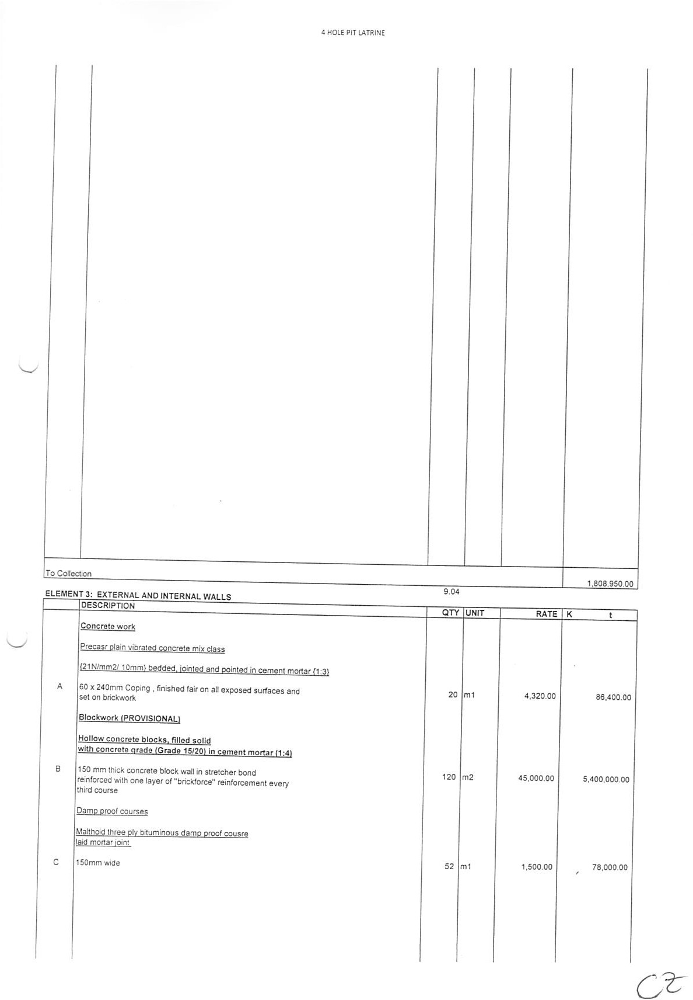 4 HOLE PIT LATRINE
To Collection 1,808,950.00
9.04
ELEMENT 3: EXTERNAL AND INTERNAL WALLS
DESCRIPTION QTY UNIT RATE K t
Concrete work
Precasr plain vibrated concrete mix class
{21N/mm2/ 10mm} bedded, jointed and pointed in cement mortar {1:3}
A 60 x 240mm Coping , finished fair on all exposed surfaces and
set on brickwork 20 m1 4,320.00 86,400.00
Blockwork (PROVISIONAL)
Hollow concrete blocks, filled solid
with concrete grade (Grade 15/20) in cement mortar (1:4)
B 150 mm thick concrete block wall in stretcher bond
reinforced with one layer of "brickforce" reinforcement every 120 m2 45,000.00 5,400,000.00
third course
Damp proof courses
Malthoid three ply bituminous damp proof cousre
laid mortar joint
C 150mm wide 52 m1 1,500.00 78,000.00